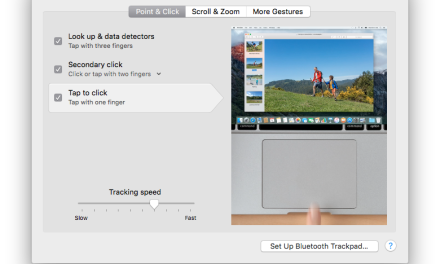 Point & Click
Scroll & Zoom
More Gestures
Look up & data detectors
Tap with three fingers
Secondary click
Click or tap with two fingers
Tap to click
Tap with one finger
Tracking speed
Slow
Fast
Set Up Bluetooth Trackpad...
?